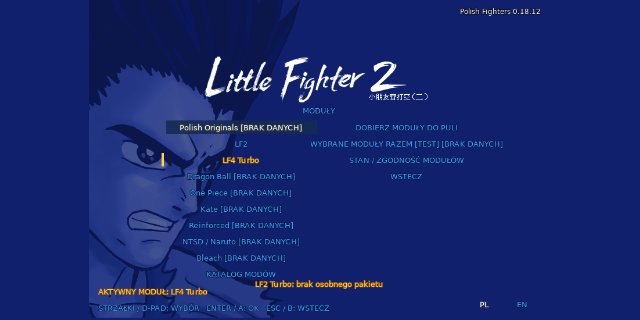 Polish Fighters 0.18.12
Little Fighter 2
小朋友齊打交(二)
MODUŁY
Polish Originals [BRAK DANYCH]
DOBIERZ MODUŁY DO PULI
LF2
WYBRANE MODUŁY RAZEM [TEST] [BRAK DANYCH]
LF4 Turbo
STAN / ZGODNOŚĆ MODUŁÓW
Dragon Ball [BRAK DANYCH]
WSTECZ
One Piece [BRAK DANYCH]
Kate [BRAK DANYCH]
Reinforced [BRAK DANYCH]
NTSD / Naruto [BRAK DANYCH]
Bleach [BRAK DANYCH]
KATALOG MODÓW
LF2 Turbo: brak osobnego pakietu
AKTYWNY MODUŁ: LF4 Turbo
STRZAŁKI / D-PAD: WYBÓR ENTER / A: OK ESC / B: WSTECZ
PL EN